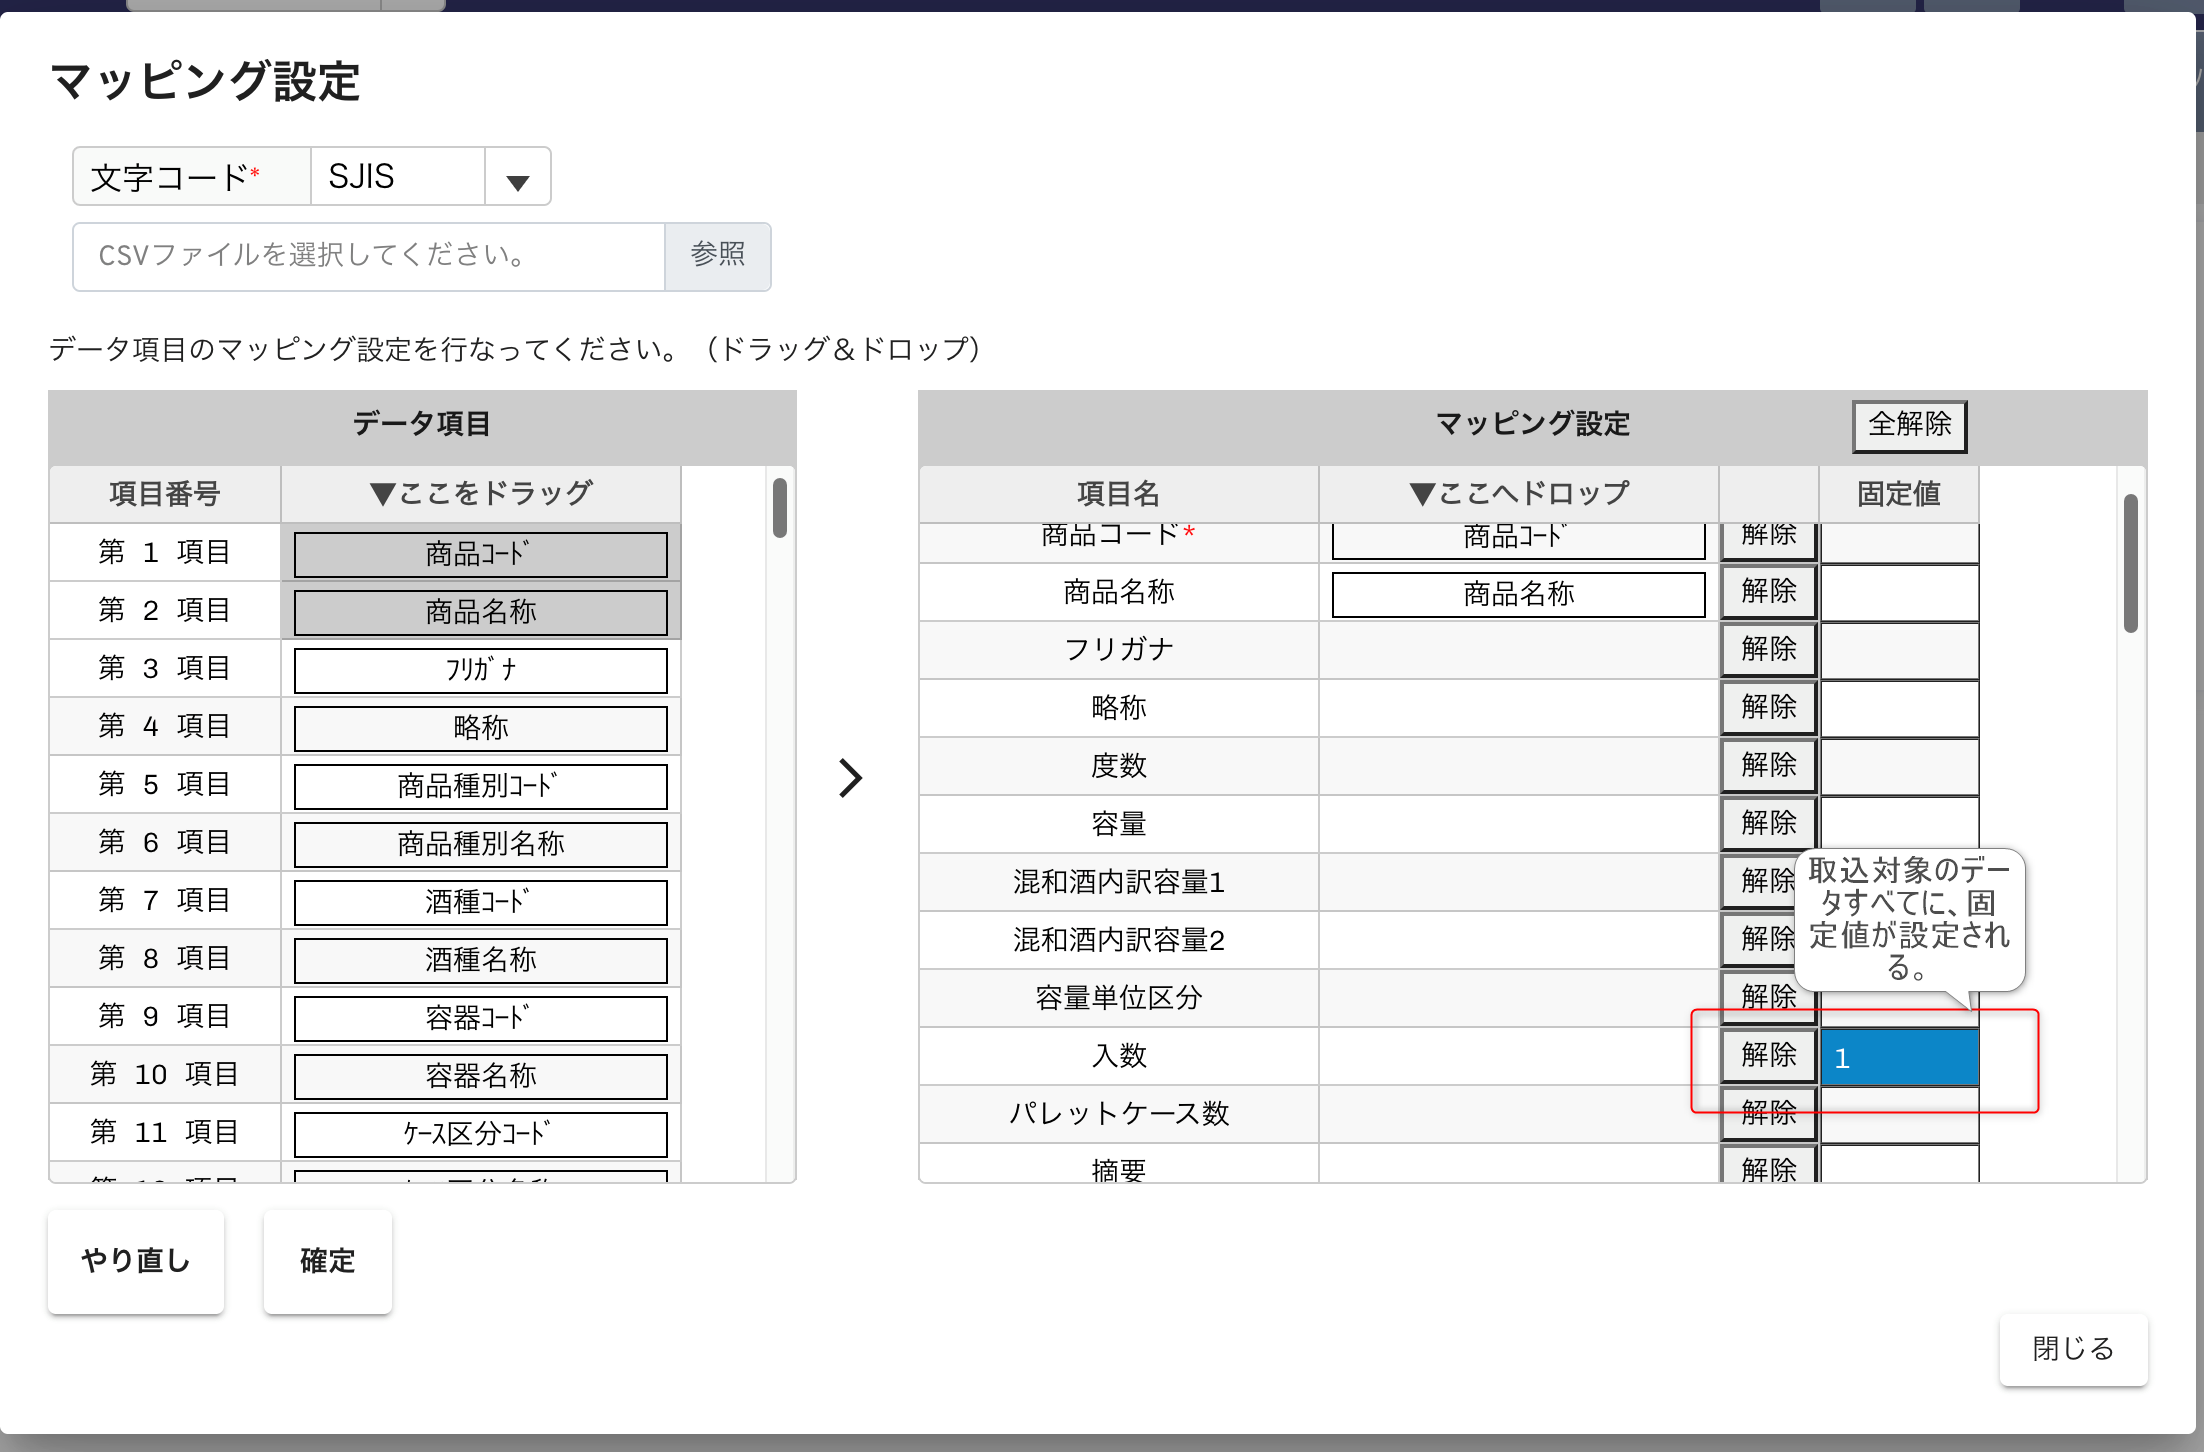 マッピング設定
文字コード* SJIS ▼
CSVファイルを選択してください。 参照
データ項目のマッピング設定を行なってください。（ドラッグ＆ドロップ）
データ項目
項目番号 ▼ここをドラッグ
第 1 項目 商品ｺｰﾄﾞ
第 2 項目 商品名称
第 3 項目 ﾌﾘｶﾞﾅ
第 4 項目 略称
第 5 項目 商品種別ｺｰﾄﾞ
第 6 項目 商品種別名称
第 7 項目 酒種ｺｰﾄﾞ
第 8 項目 酒種名称
第 9 項目 容器ｺｰﾄﾞ
第 10 項目 容器名称
第 11 項目 ｹｰｽ区分ｺｰﾄﾞ
マッピング設定 全解除
項目名 ▼ここへドロップ 固定値
商品コード* 商品ｺｰﾄﾞ 解除
商品名称 商品名称 解除
フリガナ 解除
略称 解除
度数 解除
容量 解除
混和酒内訳容量1 解除
混和酒内訳容量2 解除
容量単位区分 解除
入数 解除 1
パレットケース数 解除
摘要 解除
取込対象のデー
タすべてに、固
定値が設定され
る。
やり直し 確定
閉じる